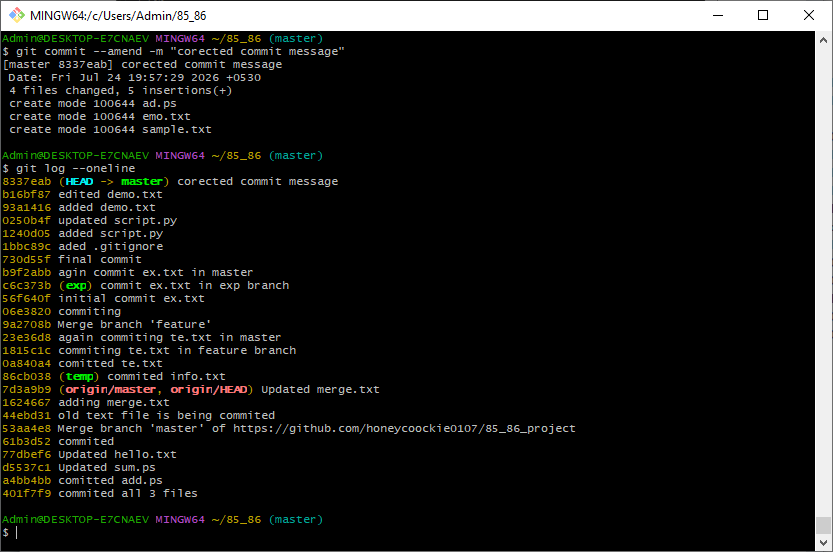 MINGW64:/c/Users/Admin/85_86
Admin@DESKTOP-E7CNAEV MINGW64 ~/85_86 (master)
$ git commit --amend -m "corected commit message"
[master 8337eab] corected commit message
 Date: Fri Jul 24 19:57:29 2026 +0530
 4 files changed, 5 insertions(+)
 create mode 100644 ad.ps
 create mode 100644 emo.txt
 create mode 100644 sample.txt
Admin@DESKTOP-E7CNAEV MINGW64 ~/85_86 (master)
$ git log --oneline
8337eab (HEAD -> master) corected commit message
b16bf87 edited demo.txt
93a1416 added demo.txt
0250b4f updated script.py
1240d05 added script.py
1bbc89c aded .gitignore
730d55f final commit
b9f2abb agin commit ex.txt in master
c6c373b (exp) commit ex.txt in exp branch
56f640f initial commit ex.txt
06e3820 commiting
9a2708b Merge branch 'feature'
23e36d8 again commiting te.txt in master
1815c1c commiting te.txt in feature branch
0a840a4 comitted te.txt
86cb038 (temp) commited info.txt
7d3a9b9 (origin/master, origin/HEAD) Updated merge.txt
1624667 adding merge.txt
44ebd31 old text file is being commited
53aa4e8 Merge branch 'master' of https://github.com/honeycoockie0107/85_86_project
61b3d52 commited
77dbef6 Updated hello.txt
d5537c1 Updated sum.ps
a4bb4bb comitted add.ps
401f7f9 commited all 3 files
Admin@DESKTOP-E7CNAEV MINGW64 ~/85_86 (master)
$